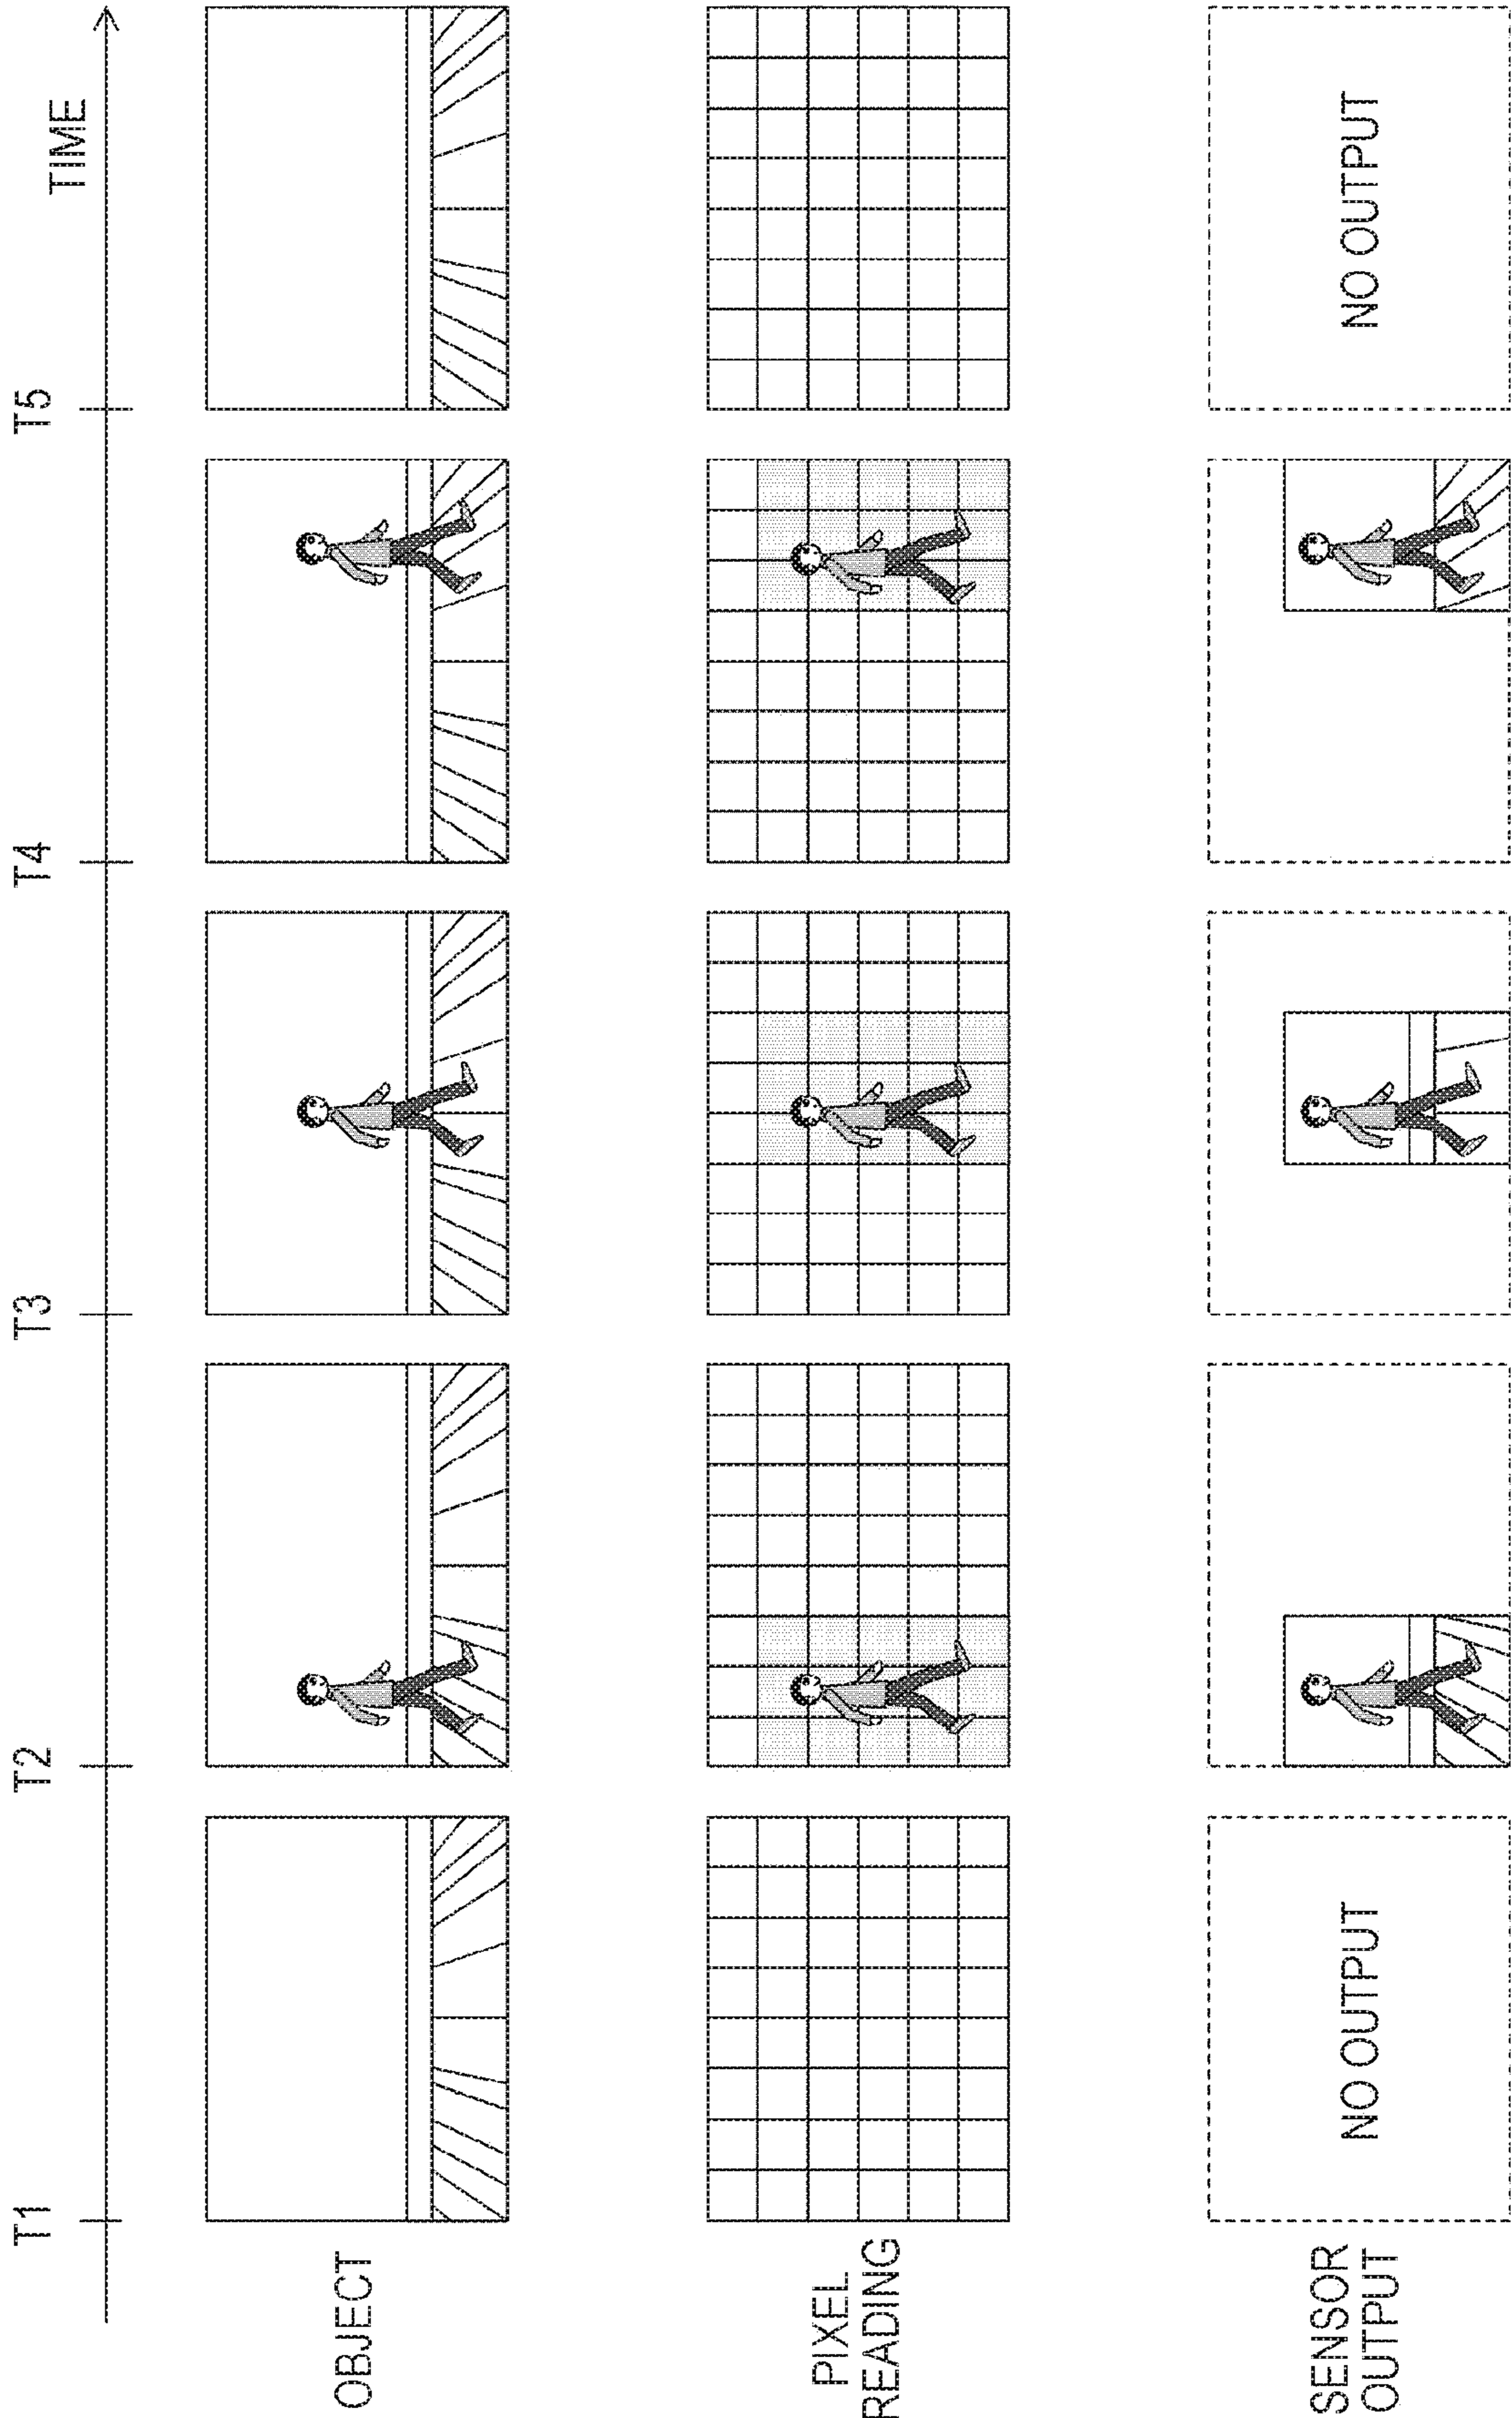 T1
T2
T3
T4
T5
TIME
OBJECT
PIXEL
READING
SENSOR
OUTPUT
NO OUTPUT
NO OUTPUT